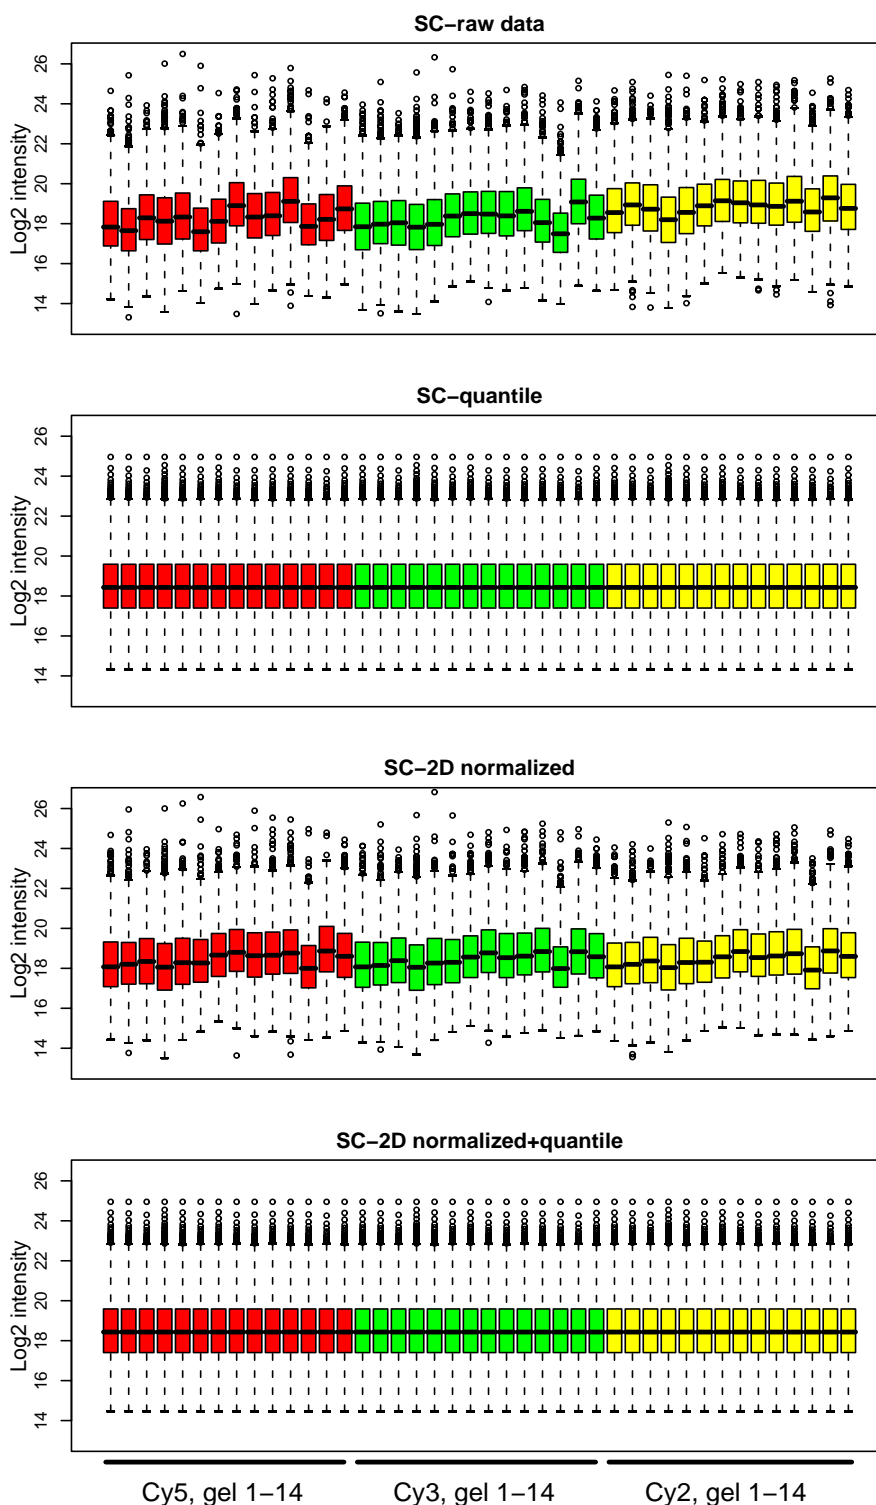 SC−raw data
Log2 intensity
14 16 18 20 22 24 26
SC−quantile
Log2 intensity
14 16 18 20 22 24 26
SC−2D normalized
Log2 intensity
14 16 18 20 22 24 26
SC−2D normalized+quantile
Log2 intensity
14 16 18 20 22 24 26
Cy5, gel 1−14 Cy3, gel 1−14 Cy2, gel 1−14